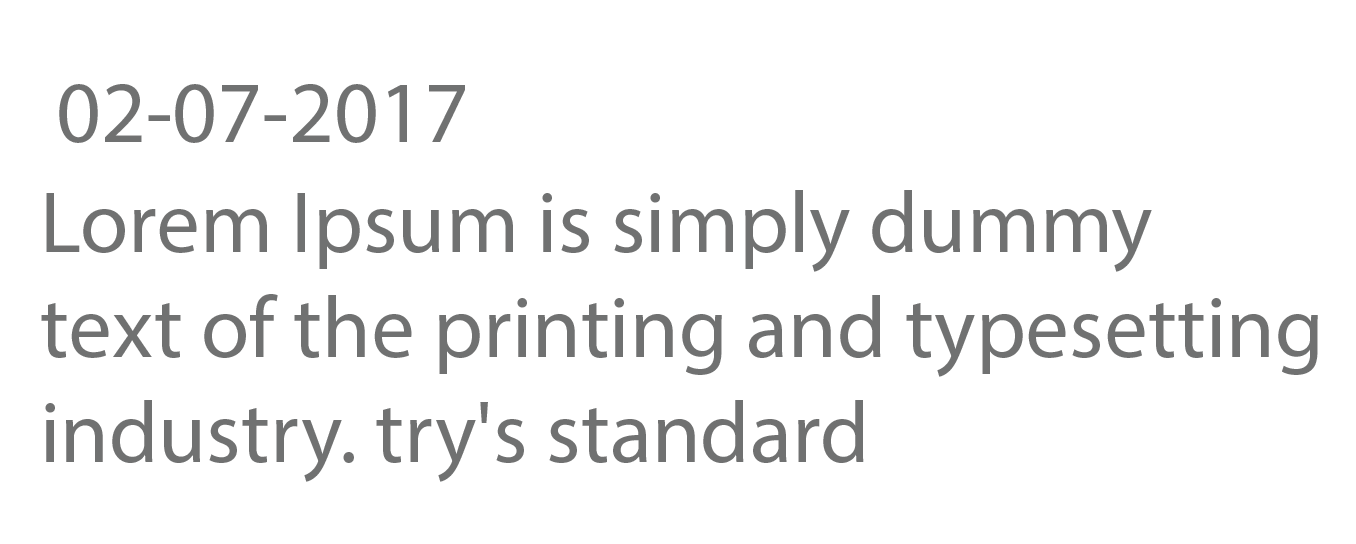 02-07-2017
Lorem Ipsum is simply dummy
text of the printing and typesetting
industry. try's standard